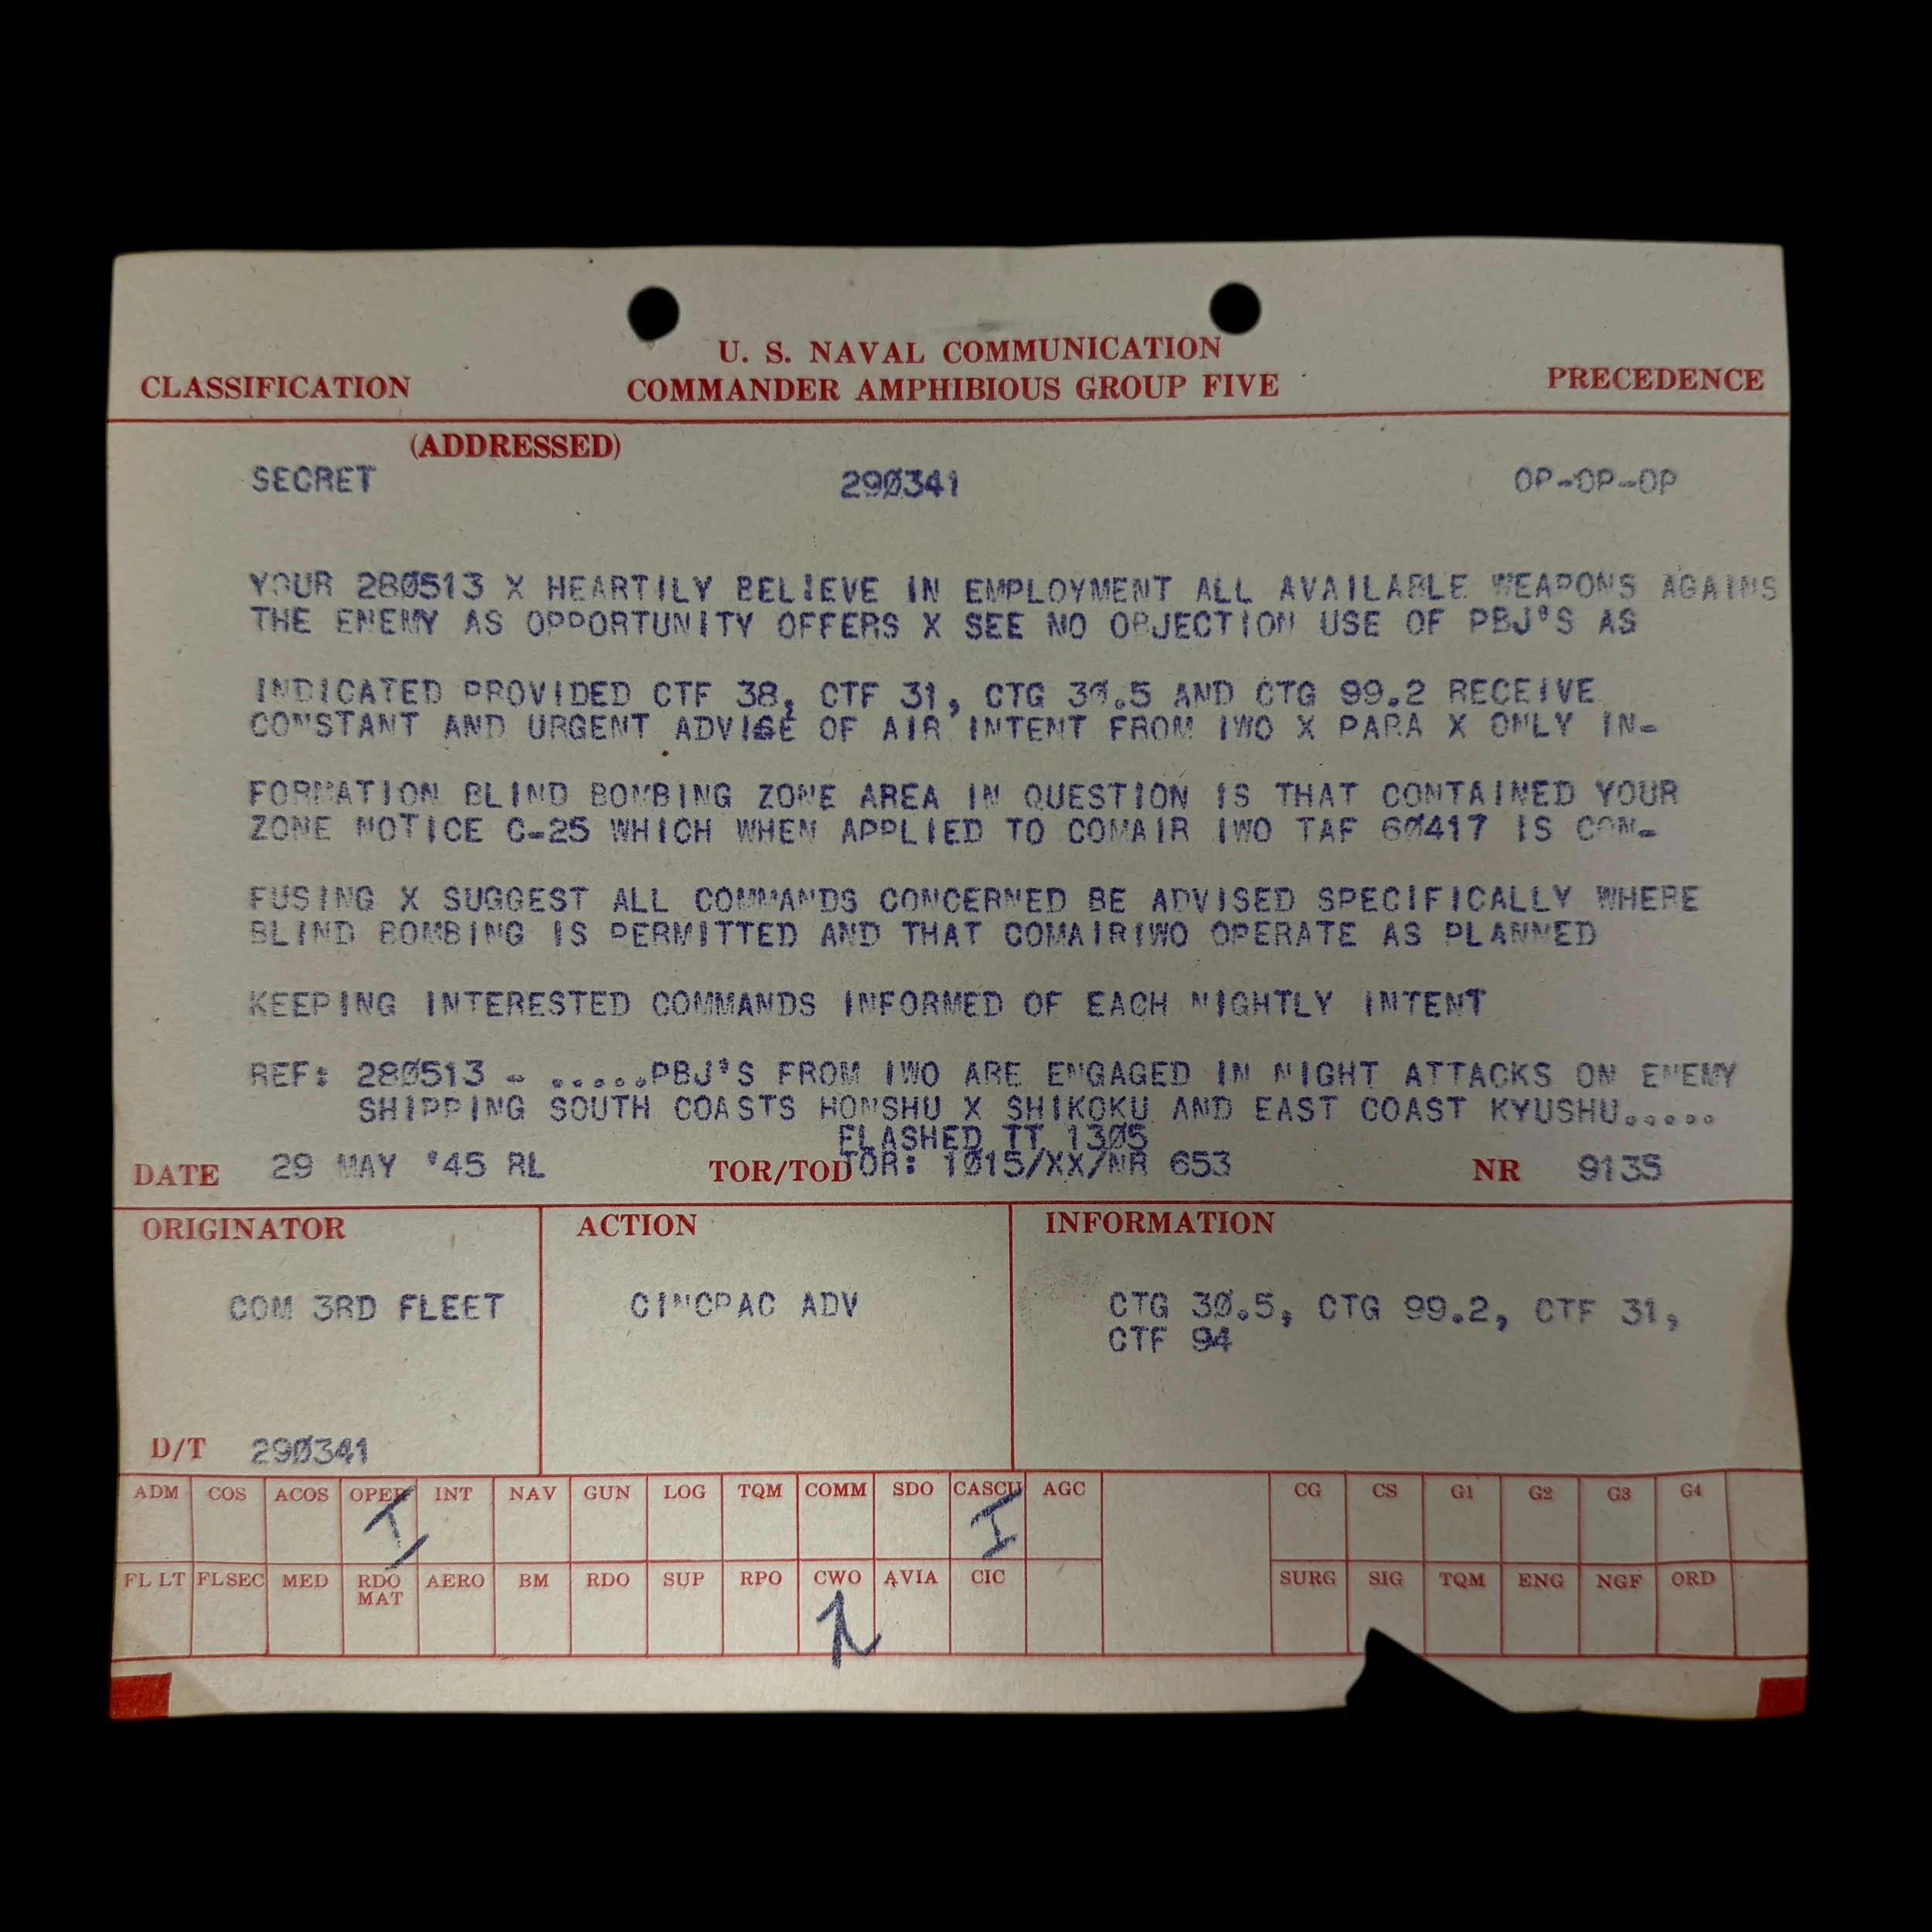 U. S. NAVAL COMMUNICATION
CLASSIFICATION COMMANDER AMPHIBIOUS GROUP FIVE PRECEDENCE
(ADDRESSED)
SECRET 290341 OP-OP-OP
YOUR 280513 X HEARTILY BELIEVE IN EMPLOYMENT ALL AVAILABLE WEAPONS AGAINS
THE ENEMY AS OPPORTUNITY OFFERS X SEE NO OBJECTION USE OF PBJ'S AS
INDICATED PROVIDED CTF 38, CTF 31, CTG 30.5 AND CTG 99.2 RECEIVE
CONSTANT AND URGENT ADVISE OF AIR INTENT FROM IWO X PARA X ONLY IN-
FORMATION BLIND BOMBING ZONE AREA IN QUESTION IS THAT CONTAINED YOUR
ZONE NOTICE C-25 WHICH WHEN APPLIED TO COMAIR IWO TAF 60417 IS CON-
FUSING X SUGGEST ALL COMMANDS CONCERNED BE ADVISED SPECIFICALLY WHERE
BLIND BOMBING IS PERMITTED AND THAT COMAIRIWO OPERATE AS PLANNED
KEEPING INTERESTED COMMANDS INFORMED OF EACH NIGHTLY INTENT
REF: 280513 - .....PBJ'S FROM IWO ARE ENGAGED IN NIGHT ATTACKS ON ENEMY
SHIPPING SOUTH COASTS HONSHU X SHIKOKU AND EAST COAST KYUSHU.....
FLASHED TT 1305
DATE 29 MAY '45 RL TOR/TOD TOR: 1015/XX/NR 653 NR 9135
ORIGINATOR ACTION INFORMATION
COM 3RD FLEET CINCPAC ADV CTG 30.5, CTG 99.2, CTF 31,
CTF 94
D/T 290341
ADM COS ACOS OPER INT NAV GUN LOG TQM COMM SDO CASCU AGC CG CS G1 G2 G3 G4
I I
FL LT FLSEC MED RDO MAT AERO BM RDO SUP RPO CWO AVIA CIC SURG SIG TQM ENG NGF ORD